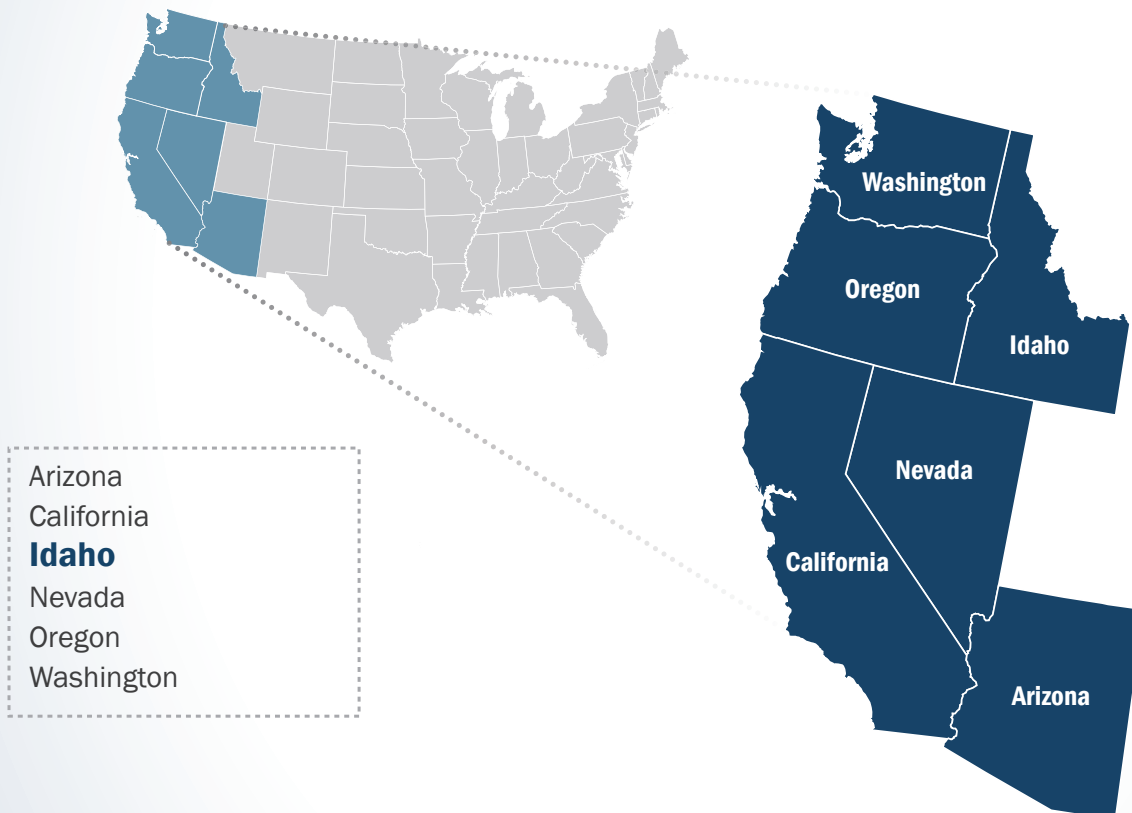 Washington
Oregon
Idaho
Nevada
California
Arizona
Arizona
California
Idaho
Nevada
Oregon
Washington